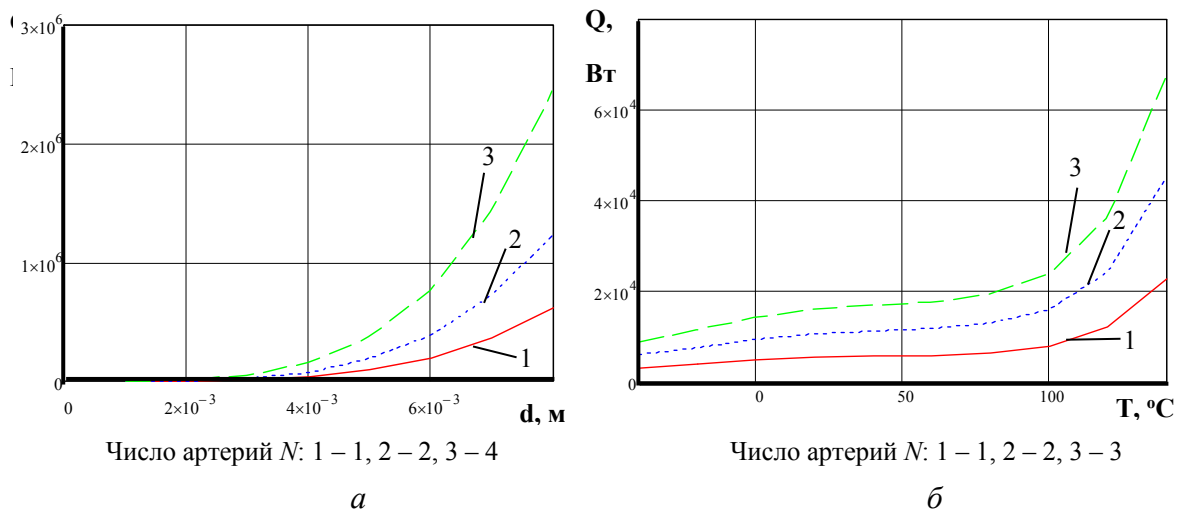 3×10⁶
2×10⁶
1×10⁶
0
0
2×10⁻³
4×10⁻³
6×10⁻³
d, м
3
2
1
Число артерий N: 1 – 1, 2 – 2, 3 – 4
а
Q,
Вт
6×10⁴
4×10⁴
2×10⁴
0
0
50
100
T, ºC
3
2
1
Число артерий N: 1 – 1, 2 – 2, 3 – 3
б